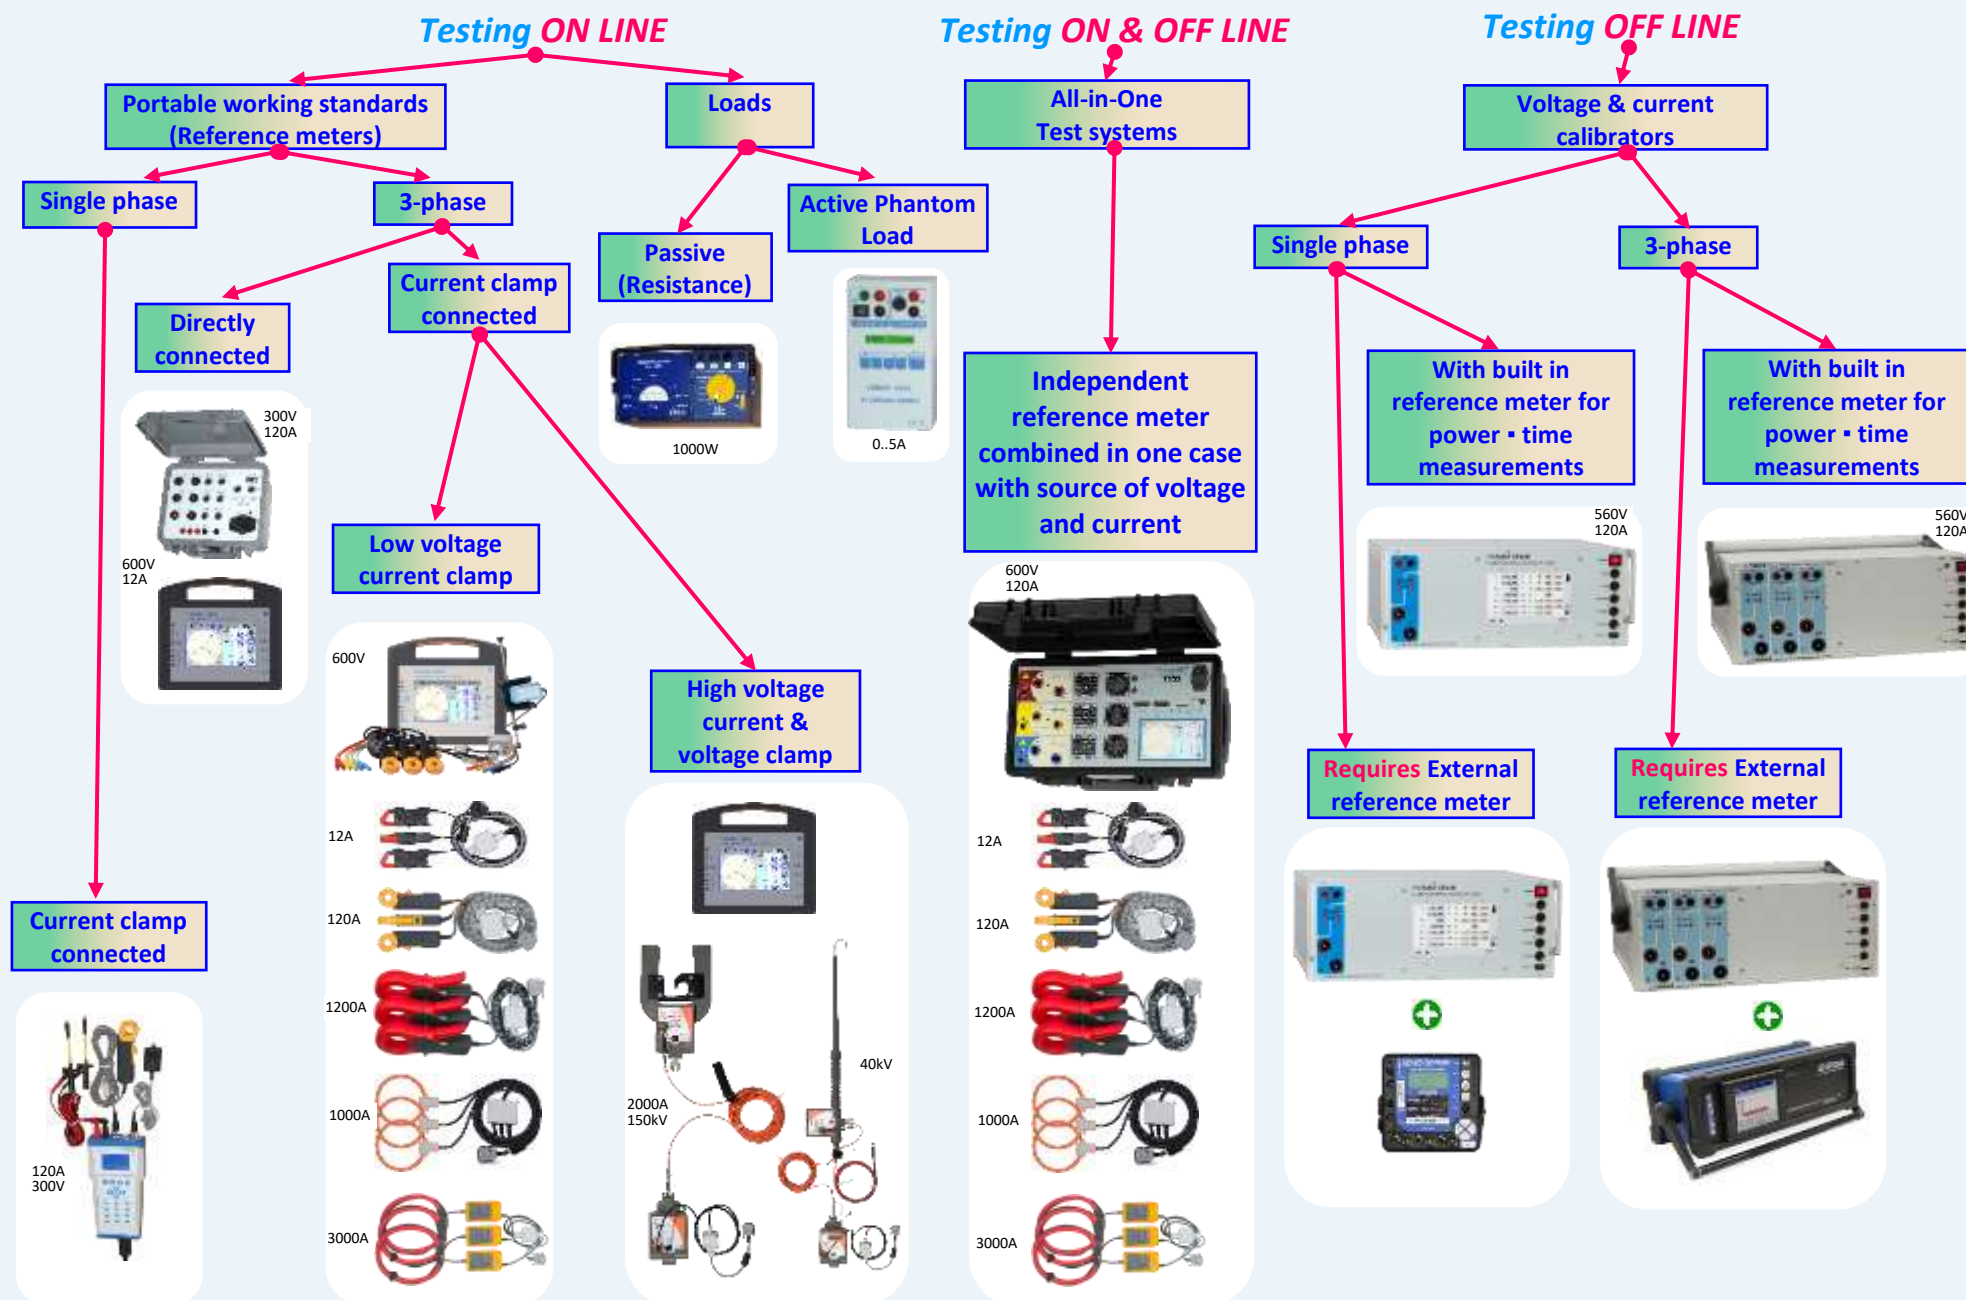 Testing ON LINE
Portable working standards
(Reference meters)
Loads
Single phase
3-phase
Directly
connected
Current clamp
connected
Passive
(Resistance)
Active Phantom
Load
300V
120A
600V
12A
1000W
0..5A
Low voltage
current clamp
High voltage
current &
voltage clamp
Current clamp
connected
120A
300V
600V
12A
120A
1200A
1000A
3000A
2000A
150kV
40kV
Testing ON & OFF LINE
All-in-One
Test systems
Independent
reference meter
combined in one case
with source of voltage
and current
600V
120A
12A
120A
1200A
1000A
3000A
Testing OFF LINE
Voltage & current
calibrators
Single phase
3-phase
With built in
reference meter for
power ▪ time
measurements
With built in
reference meter for
power ▪ time
measurements
560V
120A
560V
120A
Requires External
reference meter
Requires External
reference meter